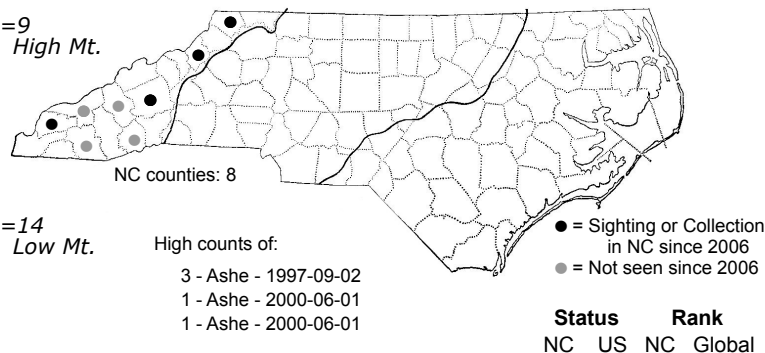 =9
High Mt.
NC counties: 8
=14
Low Mt.
High counts of:
3 - Ashe - 1997-09-02
1 - Ashe - 2000-06-01
1 - Ashe - 2000-06-01
= Sighting or Collection
in NC since 2006
= Not seen since 2006
Status Rank
NC US NC Global